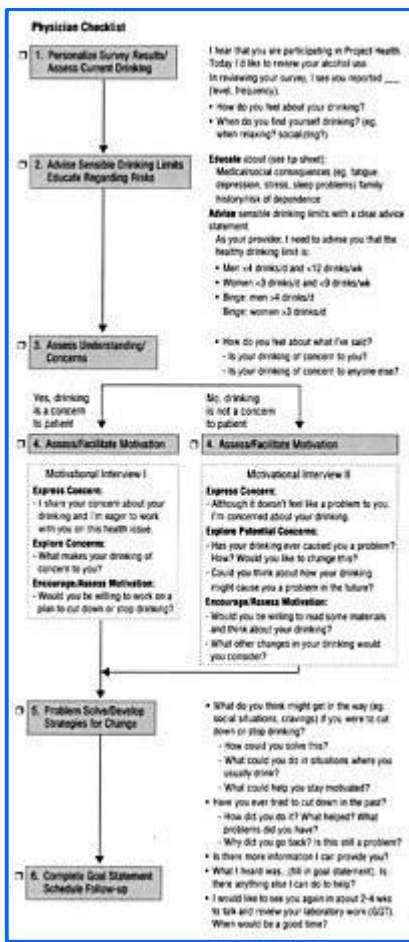 Physician Checklist
1. Personalize Survey Results/
Assess Current Drinking
I hear that you are participating in Project Health.
Today I'd like to review your alcohol use.
In reviewing your survey, I see you reported ___
(level, frequency).
• How do you feel about your drinking?
• When do you find yourself drinking? (eg,
when relaxing? socializing?)
2. Advise Sensible Drinking Limits
Educate Regarding Risks
Educate about (see tip sheet):
Medical/social consequences (eg, fatigue,
depression, stress, sleep problems) family
history/risk of dependence
Advise sensible drinking limits with a clear advice
statement
As your provider, I need to advise you that the
healthy drinking limit is:
• Men <4 drinks/d and <12 drinks/wk
• Women <3 drinks/d and <9 drinks/wk
• Binge: men >4 drinks/d
Binge: women >3 drinks/d
3. Assess Understanding/
Concerns
• How do you feel about what I've said?
- Is your drinking of concern to you?
- Is your drinking of concern to anyone else?
Yes, drinking
is a concern
to patient
No, drinking
is not a concern
to patient
4. Assess/Facilitate Motivation
Motivational Interview I
Express Concern:
- I share your concern about your
drinking and I'm eager to work
with you on this health issue.
Explore Concerns:
- What makes your drinking of
concern to you?
Encourage/Assess Motivation:
- Would you be willing to work on a
plan to cut down or stop drinking?
4. Assess/Facilitate Motivation
Motivational Interview II
Express Concern:
- Although it doesn't feel like a problem to you,
I'm concerned about your drinking.
Explore Potential Concerns:
- Has your drinking ever caused you a problem?
How? Would you like to change this?
- Could you think about how your drinking
might cause you a problem in the future?
Encourage/Assess Motivation:
- Would you be willing to read some materials
and think about your drinking?
- What other changes in your drinking would
you consider?
5. Problem Solve/Develop
Strategies for Change
• What do you think might get in the way (eg,
social situations, cravings) if you were to cut
down or stop drinking?
- How could you solve this?
- What could you do in situations where you
usually drink?
- What could help you stay motivated?
• Have you ever tried to cut down in the past?
- How did you do it? What helped? What
problems did you have?
- Why did you go back? Is this still a problem?
• Is there more information I can provide you?
6. Complete Goal Statement
Schedule Follow-up
• What I heard was...(fill in goal statement). Is
there anything else I can do to help?
• I would like to see you again in about 2-4 wks
to talk and review your laboratory work (GGT).
When would be a good time?